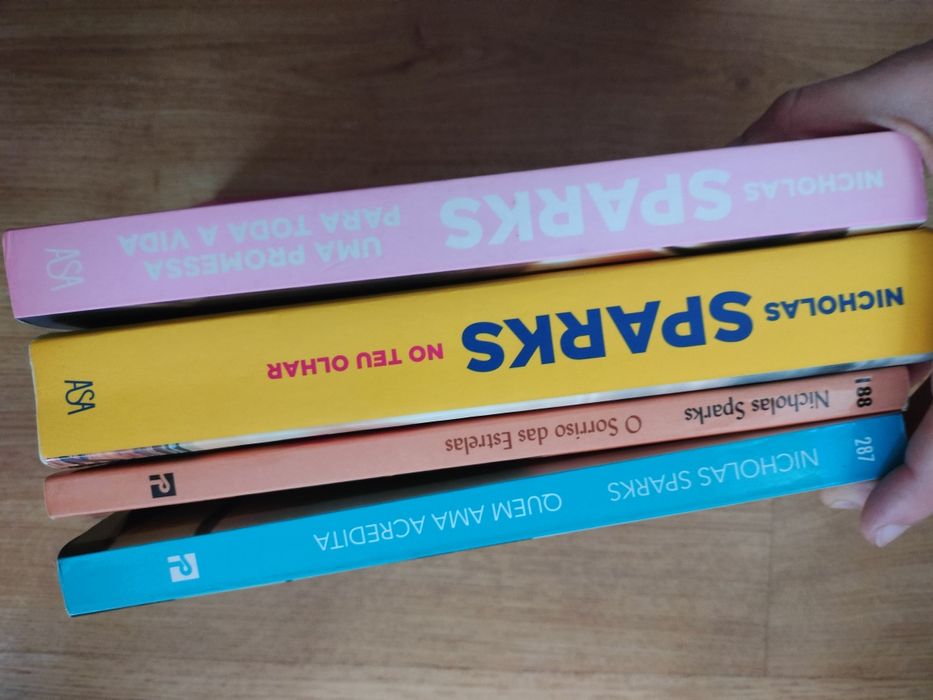 NICHOLAS
SPARKS
UMA PROMESSA
PARA TODA A VIDA
ASA
NICHOLAS
SPARKS
NO TEU OLHAR
ASA
188
Nicholas Sparks
O Sorriso das Estrelas
287
NICHOLAS SPARKS
QUEM AMA ACREDITA